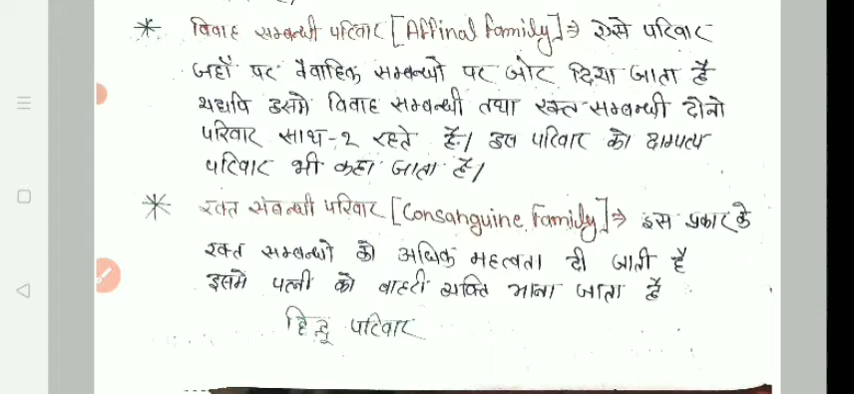 * विवाह सम्बन्धी परिवार [Affinal family] ⇒ ऐसे परिवार
जहाँ पर वैवाहिक सम्बन्धो पर जोर दिया जाता है
यद्यपि इसमे विवाह सम्बन्धी तथा रक्त सम्बन्धी दोनो
परिवार साथ-२ रहते हैं। इस परिवार को दाम्पत्य
परिवार भी कहा जाता है।
* रक्त संबन्धी परिवार [Consanguine family] ⇒ इस प्रकार के
रक्त सम्बन्धो को अधिक महत्वता दी जाती है
इसमे पत्नी को बाहरी व्यक्ति माना जाता है
हिन्दू परिवार